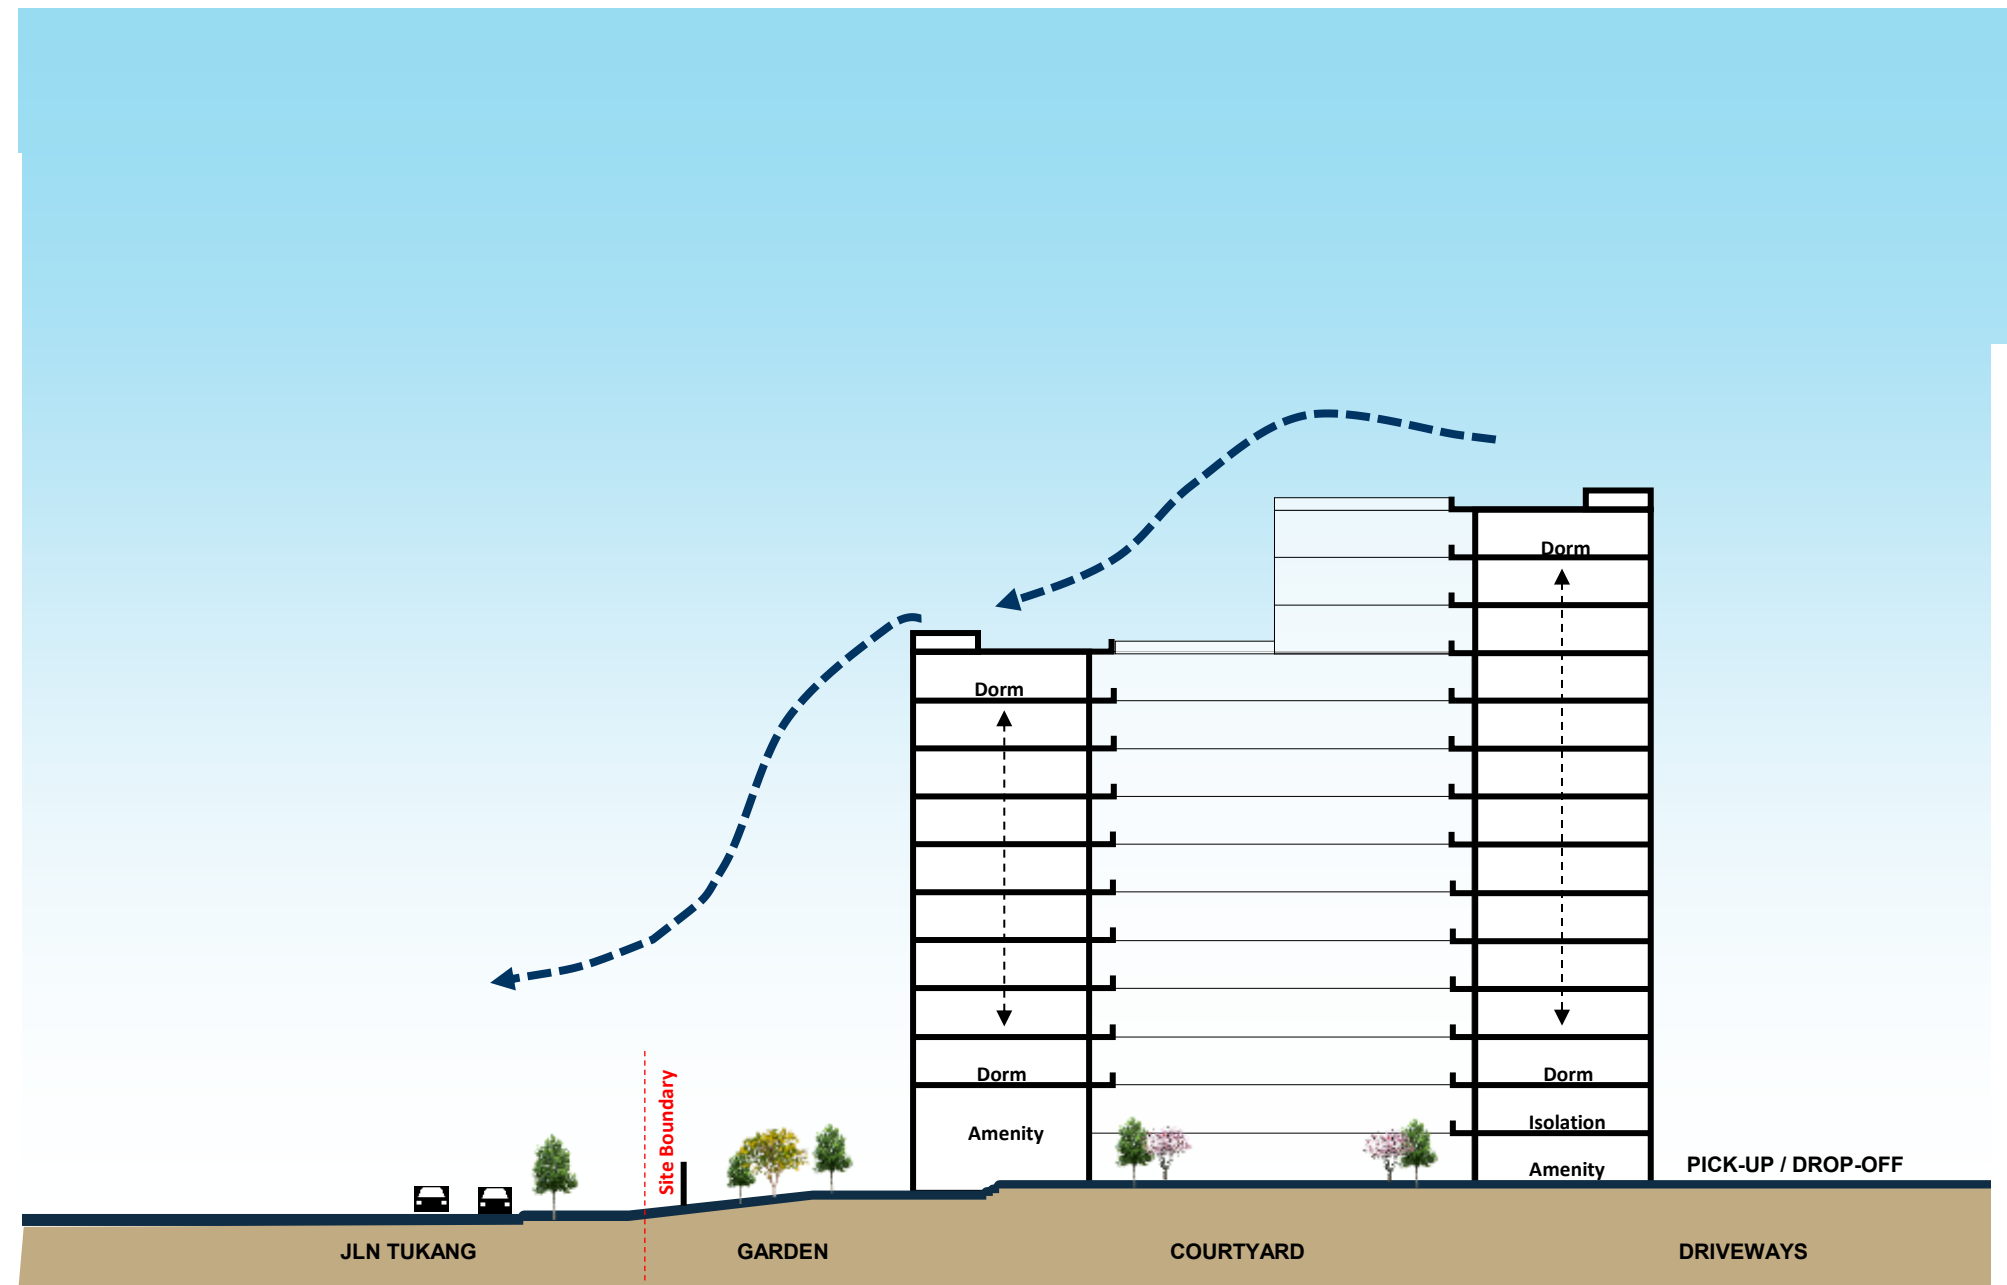 Dorm
Dorm
Dorm
Dorm
Site Boundary
Isolation
Amenity
Amenity
PICK-UP / DROP-OFF
JLN TUKANG
GARDEN
COURTYARD
DRIVEWAYS